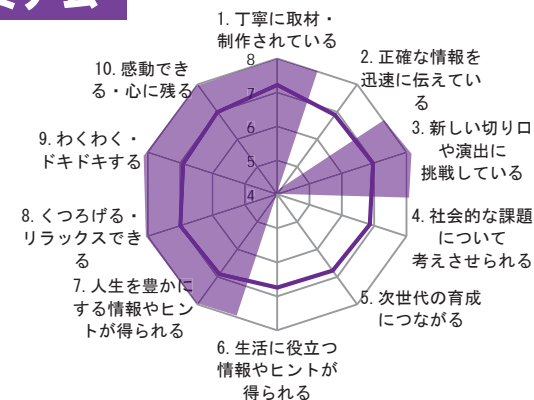 1.丁寧に取材・
制作されている
2.正確な情報を
迅速に伝えてい
る
3.新しい切り口
や演出に
挑戦している
4.社会的な課題
について
考えさせられる
5.次世代の育成
につながる
6.生活に役立つ
情報やヒントが
得られる
7.人生を豊かに
する情報やヒン
トが得られる
8.くつろげる・
リラックスでき
る
9.わくわく・
ドキドキする
10.感動でき
る・心に残る
8
7
6
5
4